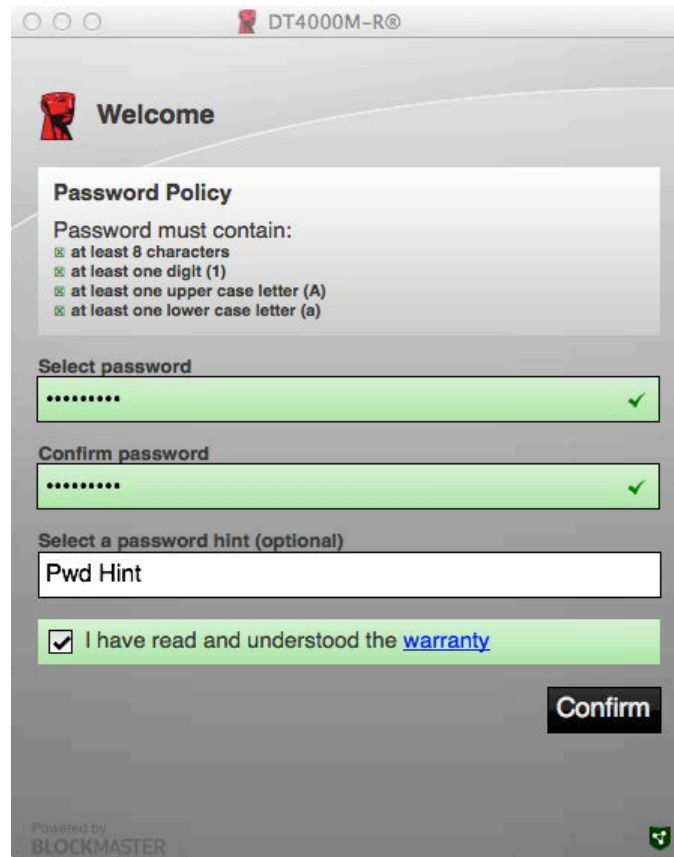 DT4000M-R®
Welcome
Password Policy
Password must contain:
at least 8 characters
at least one digit (1)
at least one upper case letter (A)
at least one lower case letter (a)
Select password
•••••••••
Confirm password
•••••••••
Select a password hint (optional)
Pwd Hint
I have read and understood the warranty
Confirm
Powered by
BLOCKMASTER